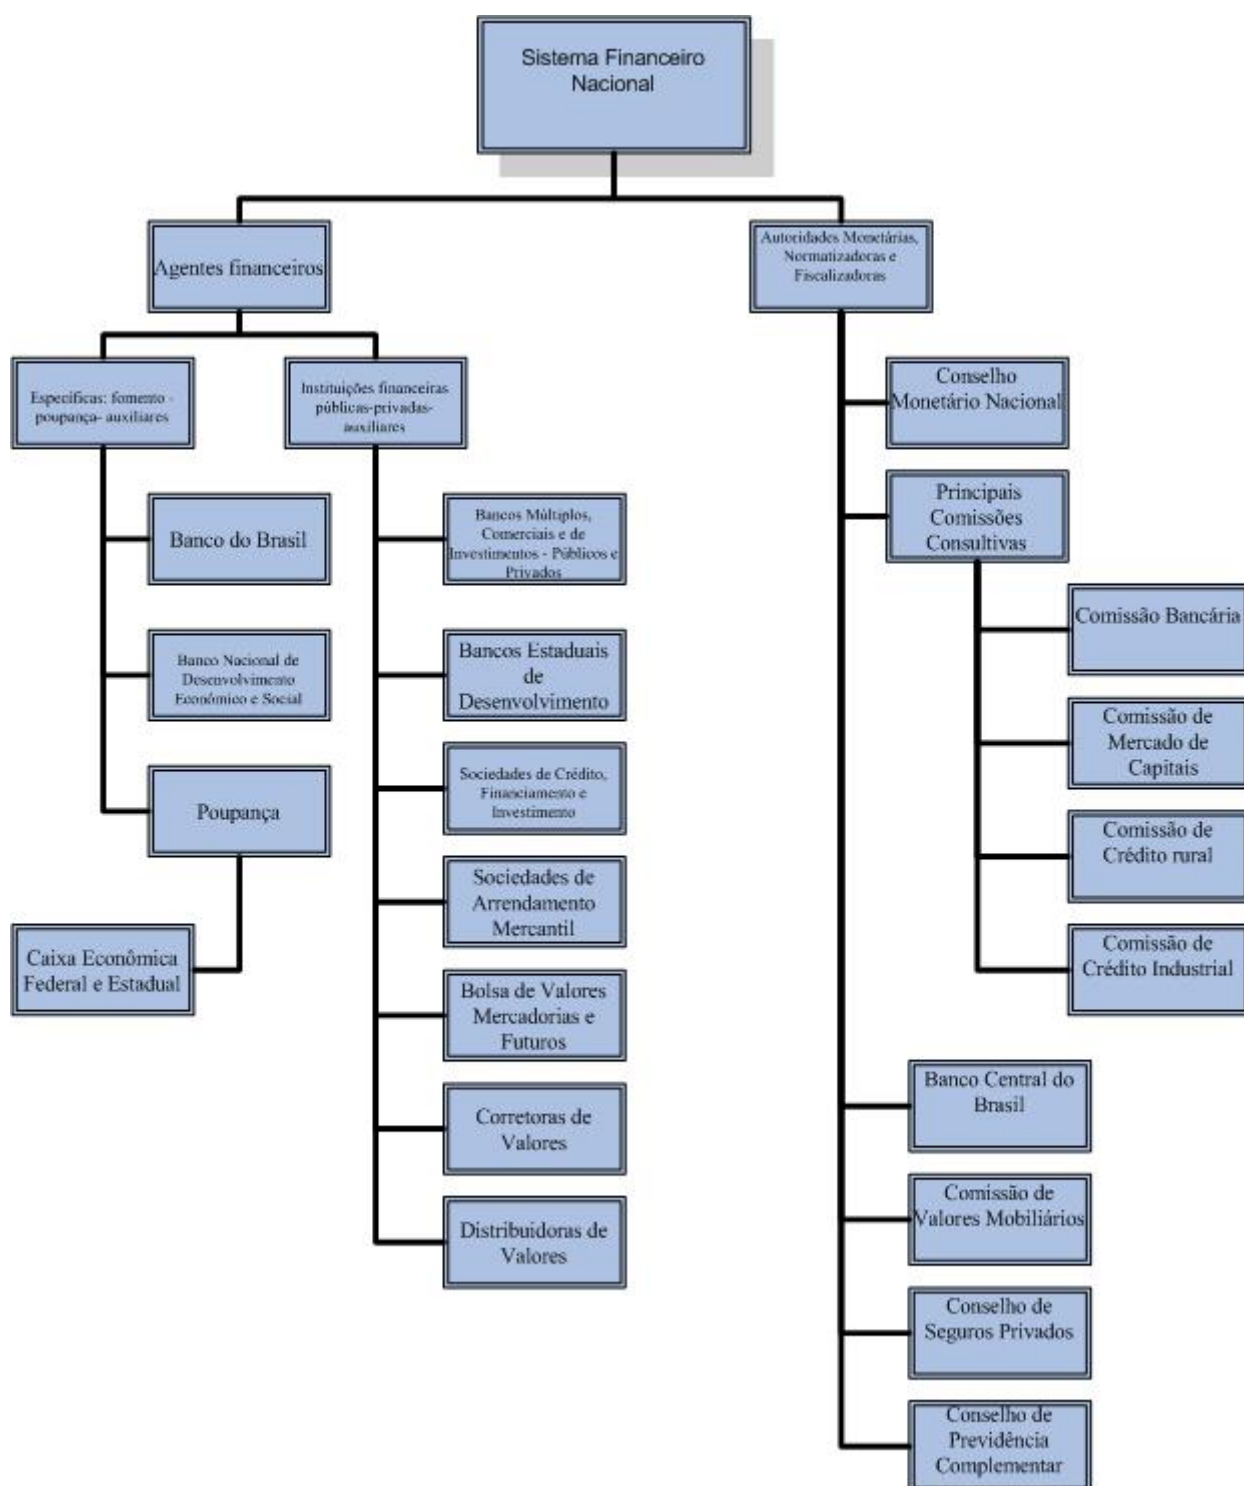 Sistema Financeiro
Nacional
Agentes financeiros
Autoridades Monetárias,
Normatizadoras e
Fiscalizadoras
Específicas: fomento -
poupança- auxiliares
Instituições financeiras
públicas-privadas-
auxiliares
Banco do Brasil
Banco Nacional de
Desenvolvimento
Econômico e Social
Poupança
Caixa Econômica
Federal e Estadual
Bancos Múltiplos,
Comerciais e de
Investimentos - Públicos e
Privados
Bancos Estaduais
de
Desenvolvimento
Sociedades de Crédito,
Financiamento e
Investimento
Sociedades de
Arrendamento
Mercantil
Bolsa de Valores
Mercadorias e
Futuros
Corretoras de
Valores
Distribuidoras de
Valores
Conselho
Monetário Nacional
Principais
Comissões
Consultivas
Comissão Bancária
Comissão de
Mercado de
Capitais
Comissão de
Crédito rural
Comissão de
Crédito Industrial
Banco Central do
Brasil
Comissão de
Valores Mobiliários
Conselho de
Seguros Privados
Conselho de
Previdência
Complementar